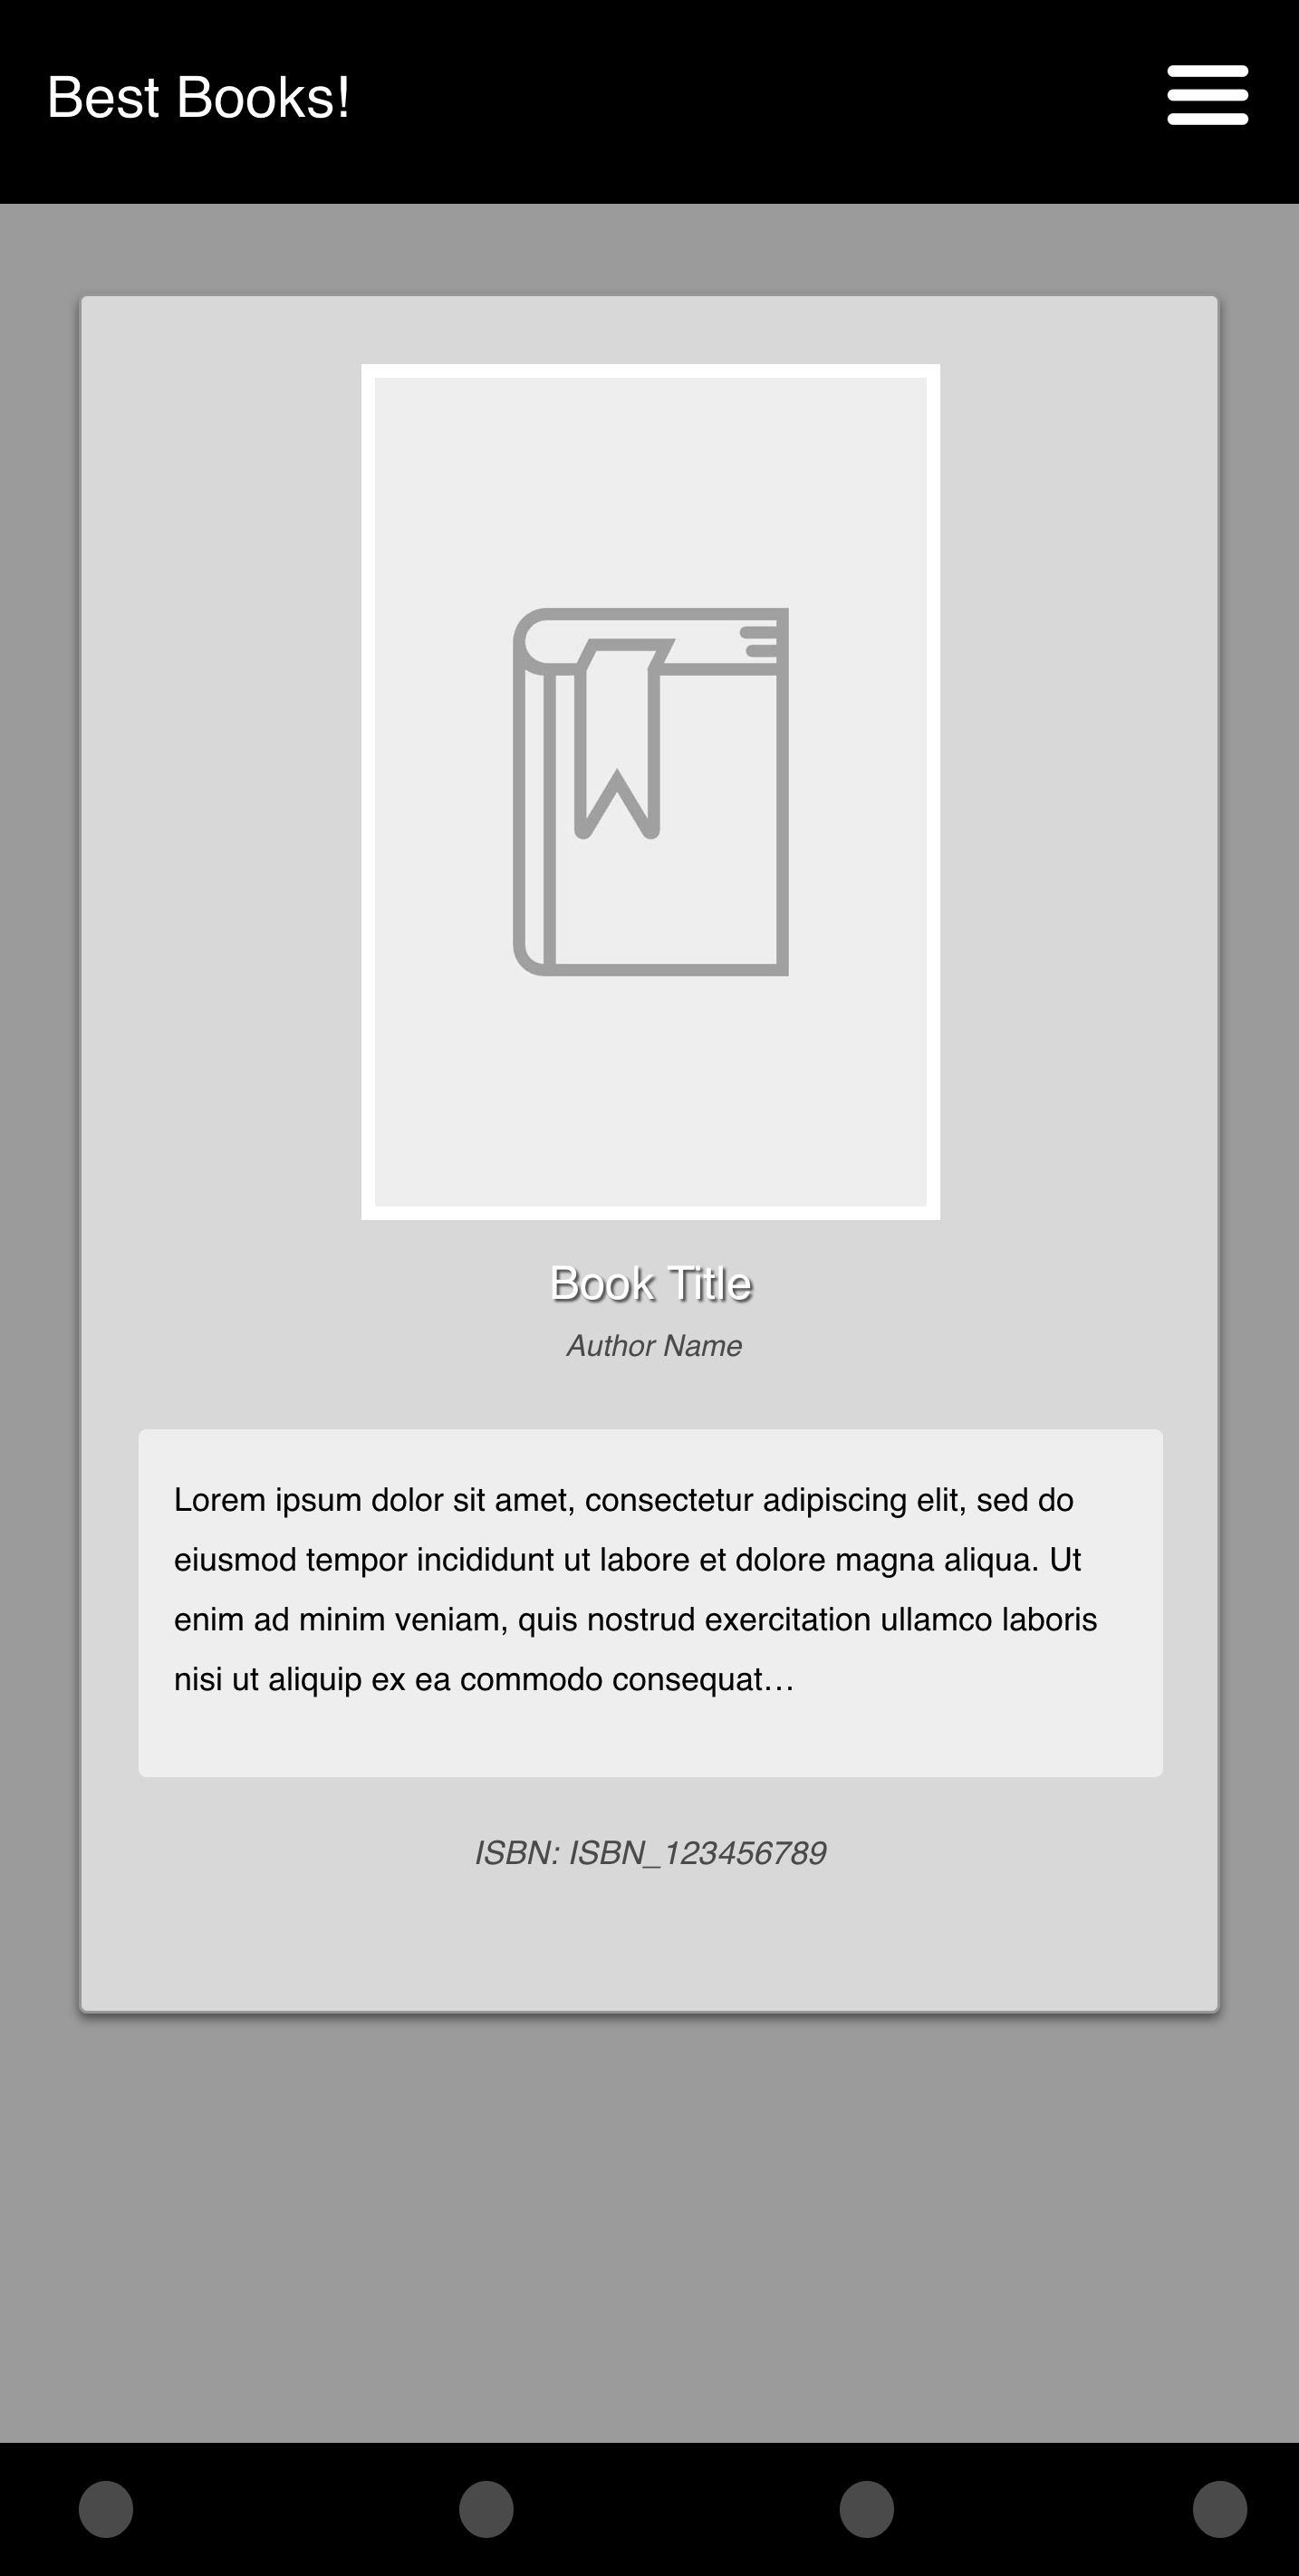 Best Books!
Book Title
Author Name
Lorem ipsum dolor sit amet, consectetur adipiscing elit, sed do
eiusmod tempor incididunt ut labore et dolore magna aliqua. Ut
enim ad minim veniam, quis nostrud exercitation ullamco laboris
nisi ut aliquip ex ea commodo consequat…
ISBN: ISBN_123456789